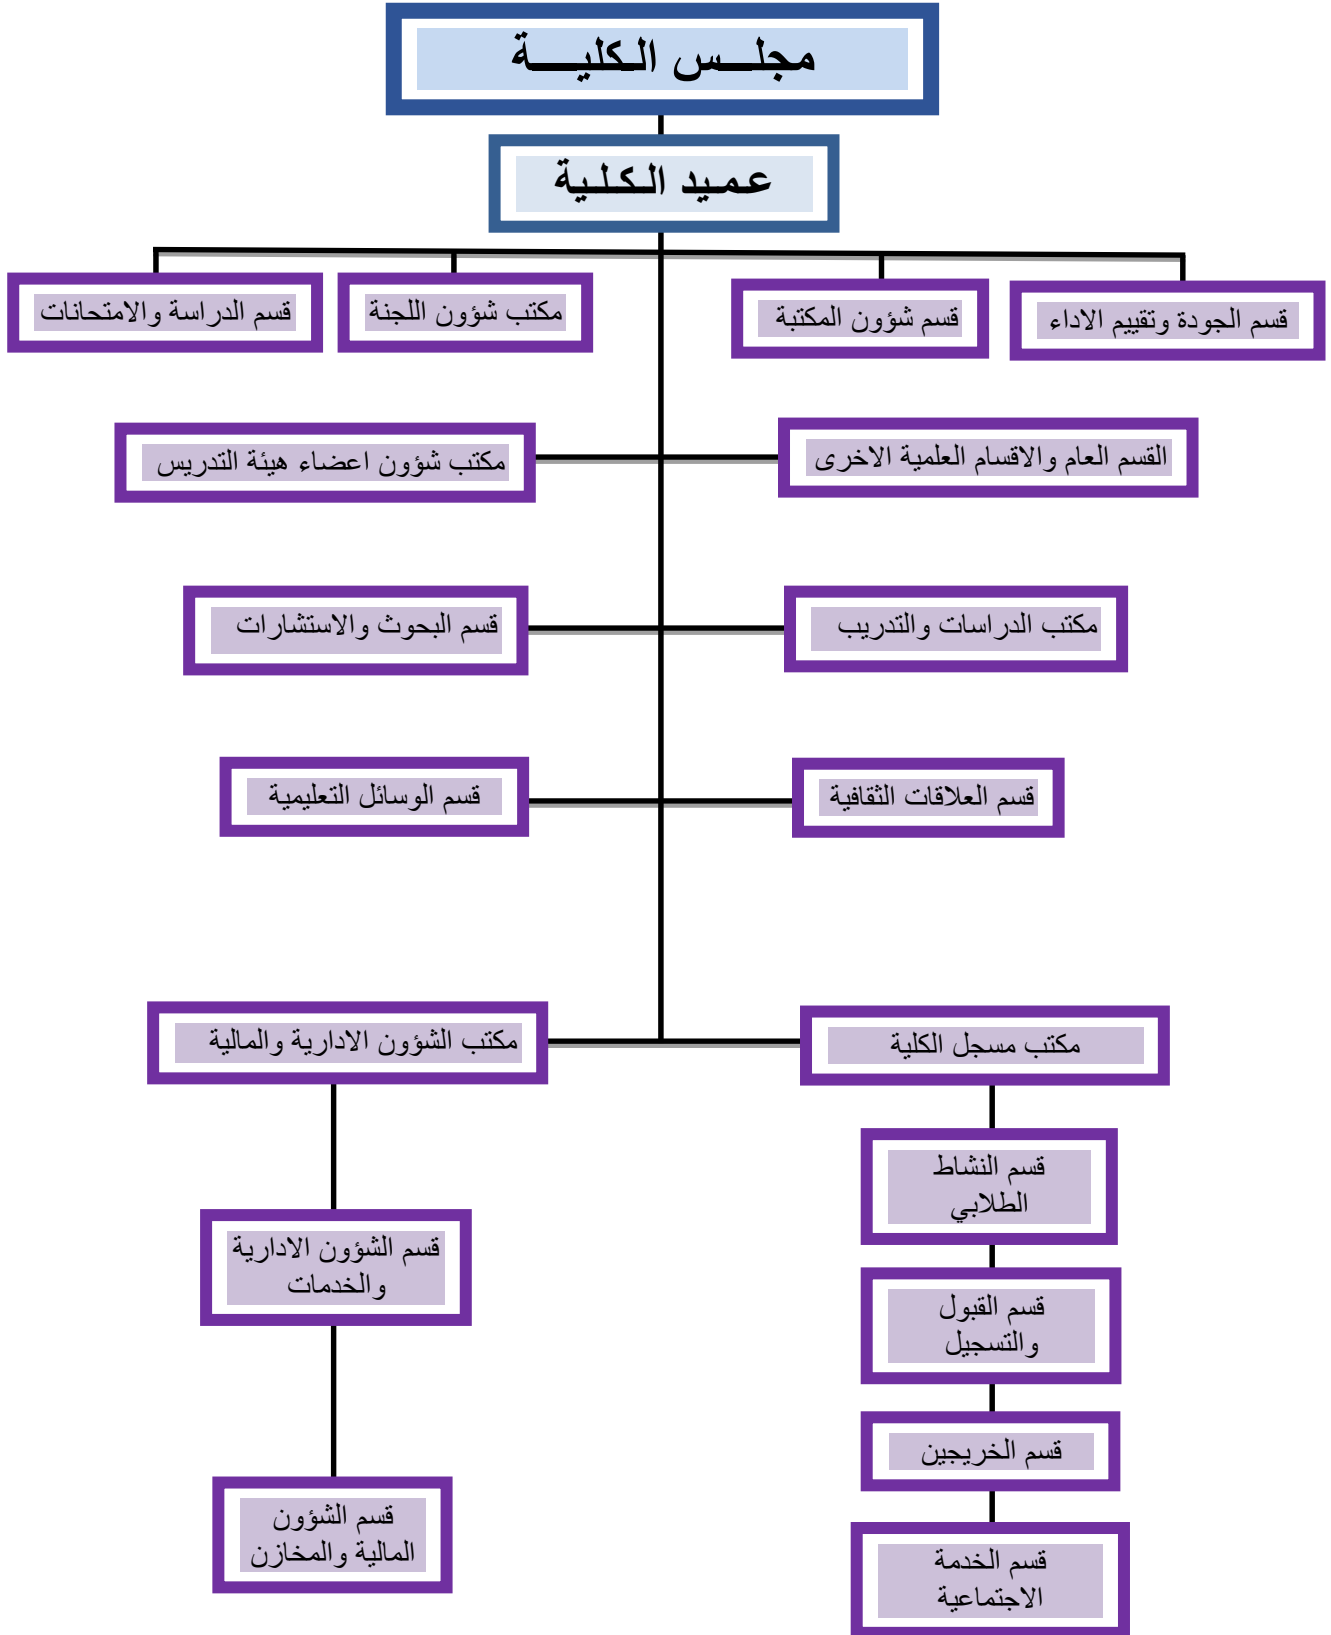 مجلس الكلية
عميد الكلية
قسم الجودة وتقييم الاداء
قسم شؤون المكتبة
مكتب شؤون اللجنة
قسم الدراسة والامتحانات
القسم العام والاقسام العلمية الاخرى
مكتب شؤون اعضاء هيئة التدريس
مكتب الدراسات والتدريب
قسم البحوث والاستشارات
قسم العلاقات الثقافية
قسم الوسائل التعليمية
مكتب مسجل الكلية
مكتب الشؤون الادارية والمالية
قسم النشاط
الطلابي
قسم القبول
والتسجيل
قسم الخريجين
قسم الخدمة
الاجتماعية
قسم الشؤون الادارية
والخدمات
قسم الشؤون
المالية والمخازن